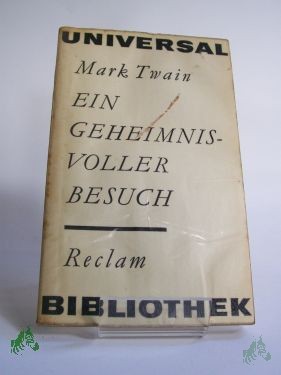 UNIVERSAL
Mark Twain
EIN
GEHEIMNIS-
VOLLER
BESUCH
Reclam
BIBLIOTHEK